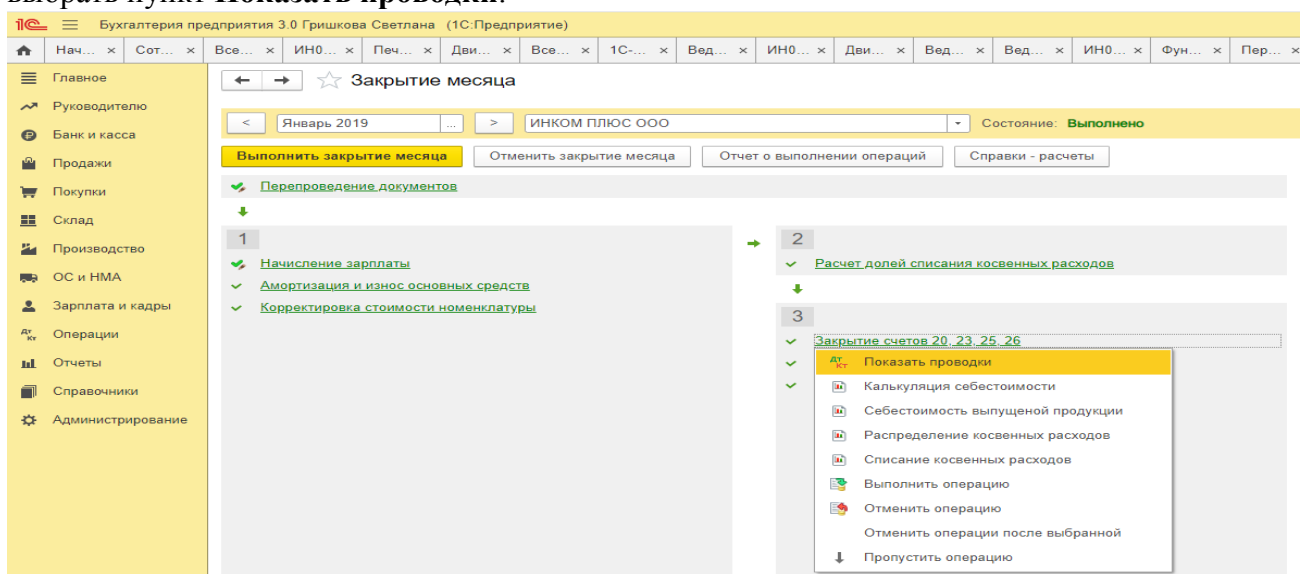 выбрать пункт Показать проводки.
1С Бухгалтерия предприятия 3.0 Гришкова Светлана (1С:Предприятие)
Нач... × Сот... × Все... × ИН0... × Печ... × Дви... × Все... × 1С-... × Вед... × ИН0... × Дви... × Вед... × Вед... × ИН0... × Фун... × Пер... ×
Главное
Руководителю
Банк и касса
Продажи
Покупки
Склад
Производство
ОС и НМА
Зарплата и кадры
Дт Кт Операции
Отчеты
Справочники
Администрирование
Закрытие месяца
< Январь 2019 ... > ИНКОМ ПЛЮС ООО Состояние: Выполнено
Выполнить закрытие месяца Отменить закрытие месяца Отчет о выполнении операций Справки - расчеты
Перепроведение документов
1
Начисление зарплаты
Амортизация и износ основных средств
Корректировка стоимости номенклатуры
2
Расчет долей списания косвенных расходов
3
Закрытие счетов 20, 23, 25, 26
Дт Кт Показать проводки
Калькуляция себестоимости
Себестоимость выпущеной продукции
Распределение косвенных расходов
Списание косвенных расходов
Выполнить операцию
Отменить операцию
Отменить операции после выбранной
Пропустить операцию